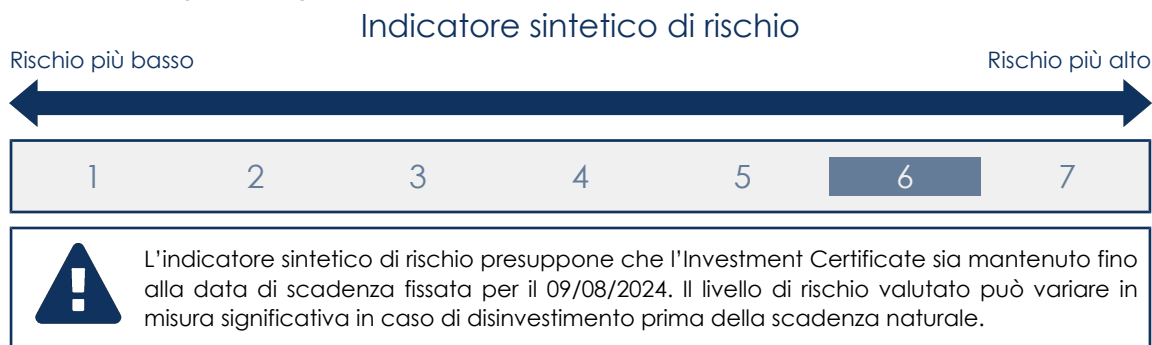 Indicatore sintetico di rischio
Rischio più basso
Rischio più alto
1 2 3 4 5 6 7
L'indicatore sintetico di rischio presuppone che l'Investment Certificate sia mantenuto fino
alla data di scadenza fissata per il 09/08/2024. Il livello di rischio valutato può variare in
misura significativa in caso di disinvestimento prima della scadenza naturale.